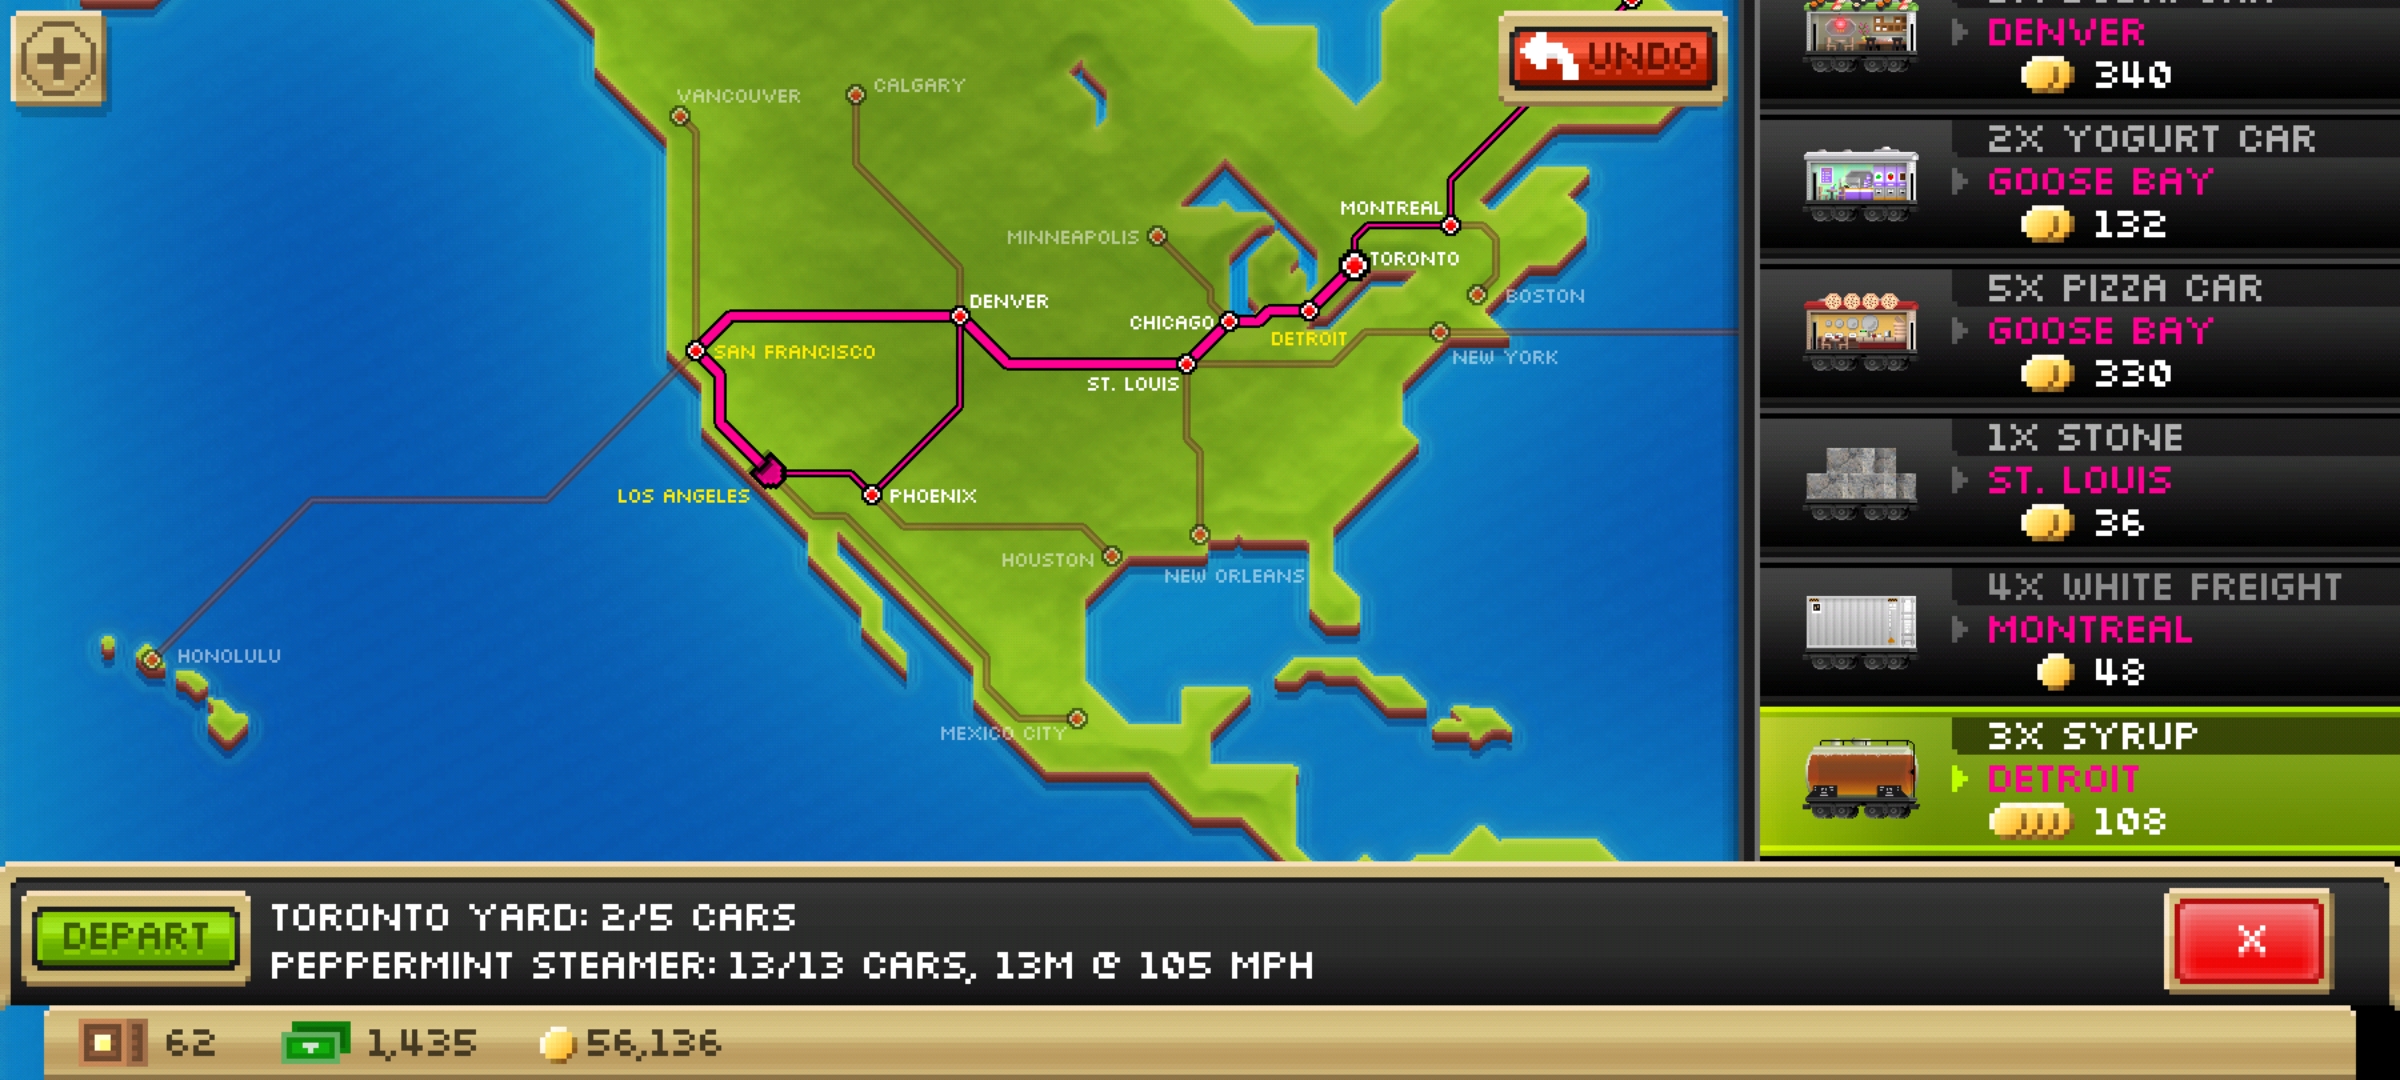 UNDO
VANCOUVER
CALGARY
MINNEAPOLIS
MONTREAL
TORONTO
BOSTON
DENVER
CHICAGO
DETROIT
SAN FRANCISCO
NEW YORK
ST. LOUIS
LOS ANGELES
PHOENIX
HOUSTON
NEW ORLEANS
HONOLULU
MEXICO CITY
DENVER
340
2X YOGURT CAR
GOOSE BAY
132
5X PIZZA CAR
GOOSE BAY
330
1X STONE
ST. LOUIS
36
4X WHITE FREIGHT
MONTREAL
48
3X SYRUP
DETROIT
108
DEPART
TORONTO YARD: 2/5 CARS
PEPPERMINT STEAMER: 13/13 CARS, 13M @ 105 MPH
X
62
1,435
56,136